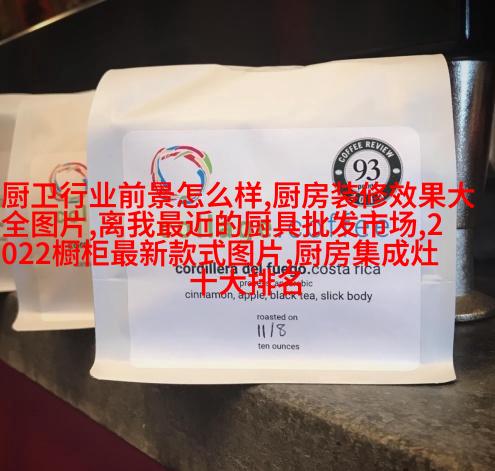 COFFEE REVIEW
93
POINTS
厨卫行业前景怎么样,厨房装修效果大
全图片,离我最近的厨具批发市场,2
022橱柜最新款式图片,厨房集成灶
十大排名
cordillera del fuego.costa rica
cinnamon, apple, black tea, slick body
roasted on
11/8
ten ounces